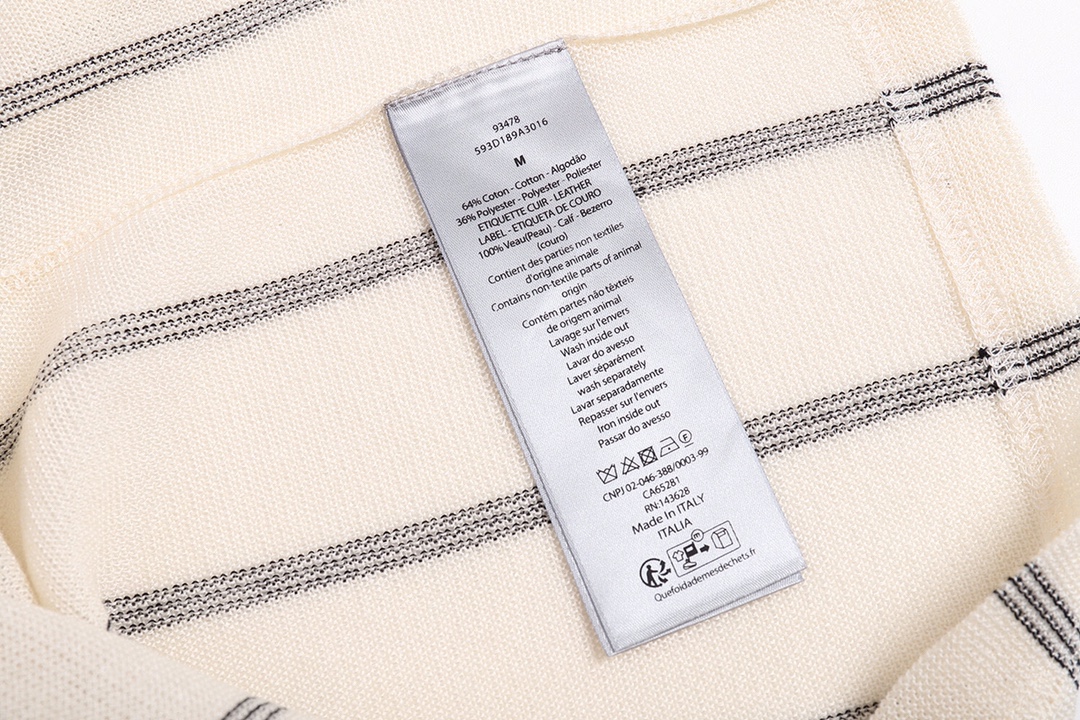 93478
593D189A3016
M
64% Coton - Cotton - Algodão
36% Polyester - Polyester - Poliester
ETIQUETTE CUIR - LEATHER
LABEL - ETIQUETA DE COURO
100% Veau(Peau) - Calf - Bezerro
(couro)
Contient des parties non textiles
d'origine animale
Contains non-textile parts of animal
origin
Contém partes não têxteis
de origem animal
Lavage sur l'envers
Wash inside out
Lavar do avesso
Laver séparément
wash separately
Lavar separadamente
Repasser sur l'envers
Iron inside out
Passar do avesso
F
CNPJ 02-046-388/0003-99
CA65281
RN:143628
Made In ITALY
ITALIA
Quefoidademesdechets.fr